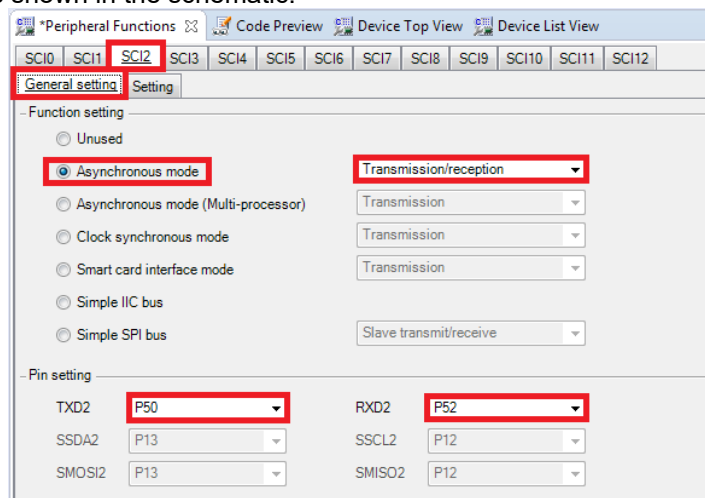 shown in the schematic.
*Peripheral Functions Code Preview Device Top View Device List View
SCI0 SCI1 SCI2 SCI3 SCI4 SCI5 SCI6 SCI7 SCI8 SCI9 SCI10 SCI11 SCI12
General setting Setting
Function setting
Unused
Asynchronous mode Transmission/reception
Asynchronous mode (Multi-processor) Transmission
Clock synchronous mode Transmission
Smart card interface mode Transmission
Simple IIC bus
Simple SPI bus Slave transmit/receive
Pin setting
TXD2 P50 RXD2 P52
SSDA2 P13 SSCL2 P12
SMOSI2 P13 SMISO2 P12